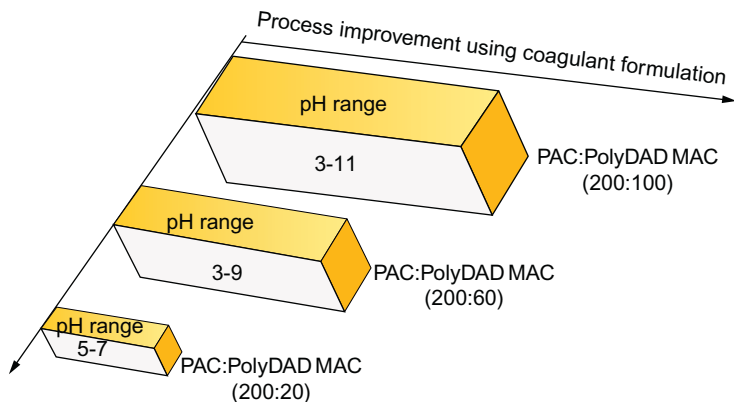 Process improvement using coagulant formulation
pH range
3-11
PAC:PolyDAD MAC
(200:100)
pH range
3-9
PAC:PolyDAD MAC
(200:60)
pH range
5-7
PAC:PolyDAD MAC
(200:20)